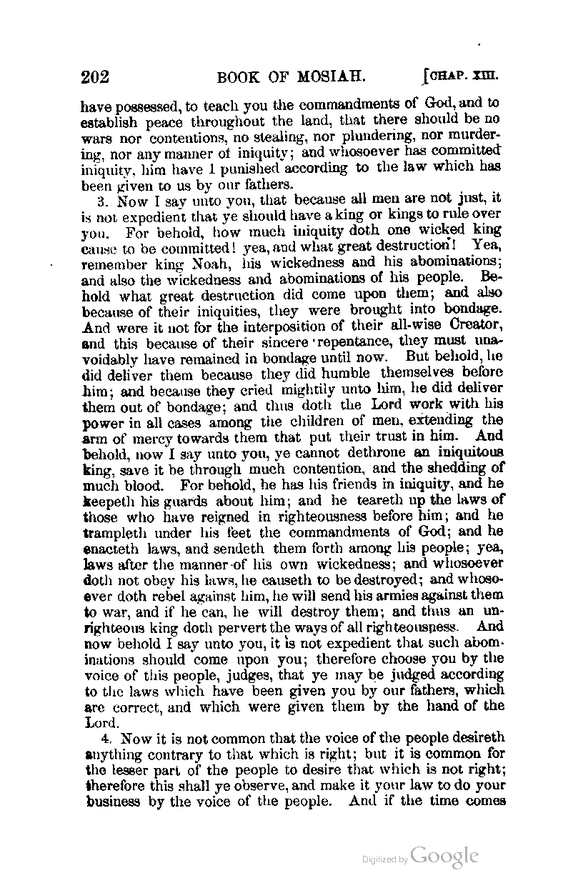 202 BOOK OF MOSIAH. [CHAP. XIII.
have possessed, to teach you the commandments of God, and to
establish peace throughout the land, that there should be no
wars nor contentions, no stealing, nor plundering, nor murder-
ing, nor any manner of iniquity; and whosoever has committed
iniquity, him have I punished according to the law which has
been given to us by our fathers.
3. Now I say unto you, that because all men are not just, it
is not expedient that ye should have a king or kings to rule over
you. For behold, how much iniquity doth one wicked king
cause to be committed! yea, and what great destruction! Yea,
remember king Noah, his wickedness and his abominations;
and also the wickedness and abominations of his people. Be-
hold what great destruction did come upon them; and also
because of their iniquities, they were brought into bondage.
And were it not for the interposition of their all-wise Creator,
and this because of their sincere repentance, they must una-
voidably have remained in bondage until now. But behold, he
did deliver them because they did humble themselves before
him; and because they cried mightily unto him, he did deliver
them out of bondage; and thus doth the Lord work with his
power in all cases among the children of men, extending the
arm of mercy towards them that put their trust in him. And
behold, now I say unto you, ye cannot dethrone an iniquitous
king, save it be through much contention, and the shedding of
much blood. For behold, he has his friends in iniquity, and he
keepeth his guards about him; and he teareth up the laws of
those who have reigned in righteousness before him; and he
trampleth under his feet the commandments of God; and he
enacteth laws, and sendeth them forth among his people; yea,
laws after the manner of his own wickedness; and whosoever
doth not obey his laws, he causeth to be destroyed; and whoso-
ever doth rebel against him, he will send his armies against them
to war, and if he can, he will destroy them; and thus an un-
righteous king doth pervert the ways of all righteousness. And
now behold I say unto you, it is not expedient that such abom-
inations should come upon you; therefore choose you by the
voice of this people, judges, that ye may be judged according
to the laws which have been given you by our fathers, which
are correct, and which were given them by the hand of the
Lord.
4. Now it is not common that the voice of the people desireth
anything contrary to that which is right; but it is common for
the lesser part of the people to desire that which is not right;
therefore this shall ye observe, and make it your law to do your
business by the voice of the people. And if the time comes
Digitized by Google